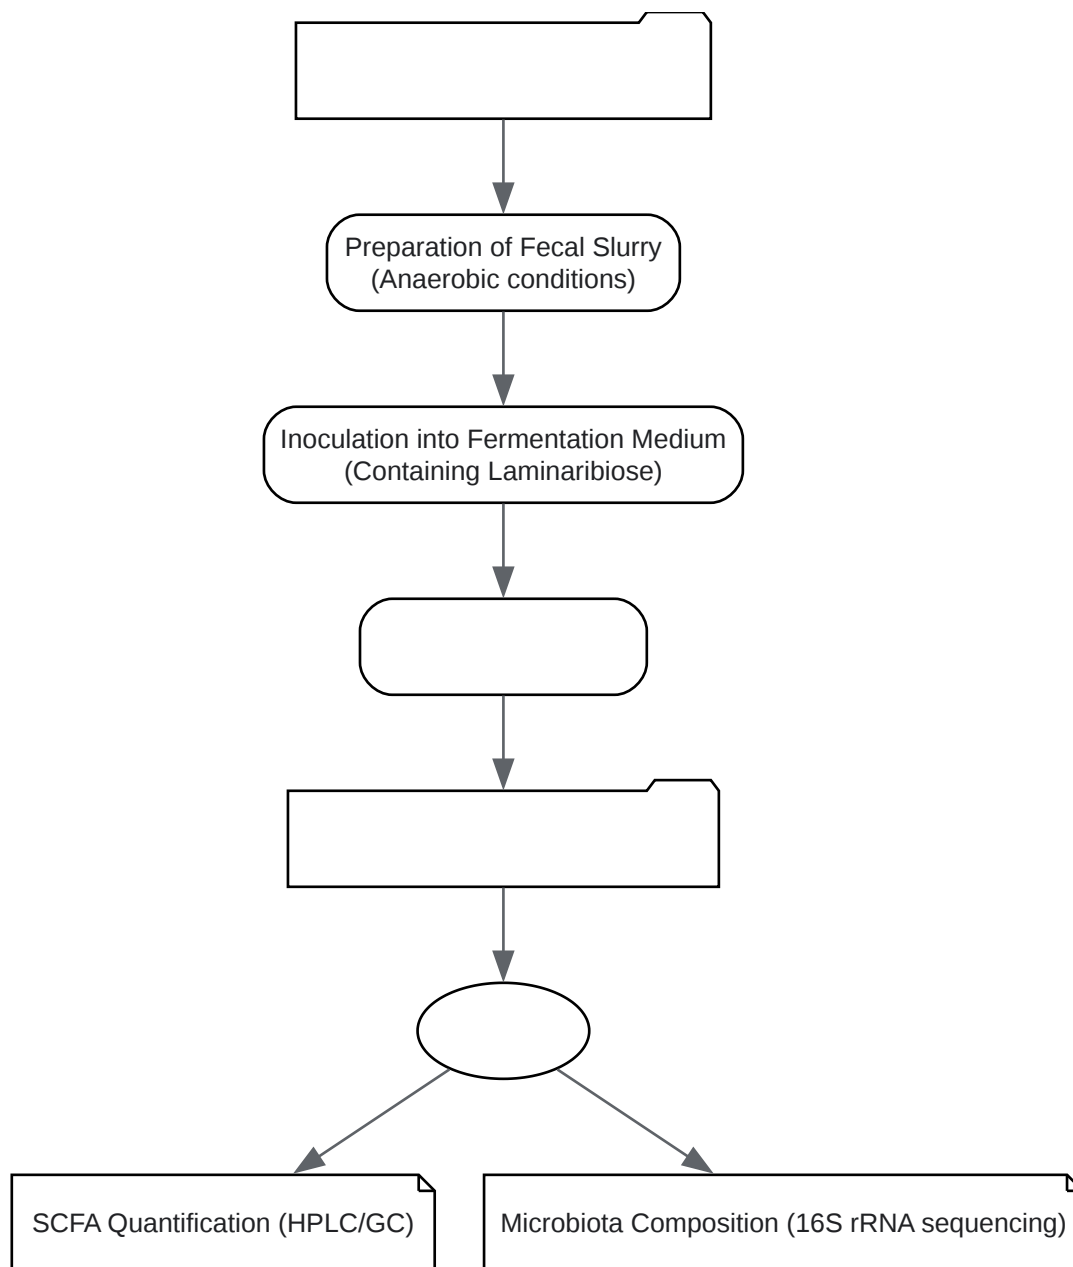 Preparation of Fecal Slurry
(Anaerobic conditions)
Inoculation into Fermentation Medium
(Containing Laminaribiose)
SCFA Quantification (HPLC/GC)
Microbiota Composition (16S rRNA sequencing)